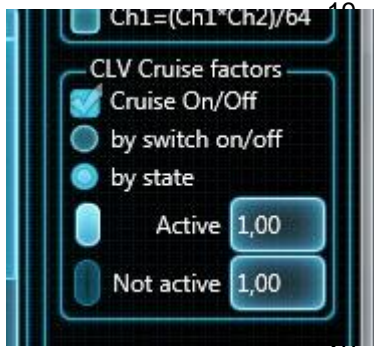 Ch1=(Ch1*Ch2)/64
CLV Cruise factors
Cruise On/Off
by switch on/off
by state
Active 1,00
Not active 1,00